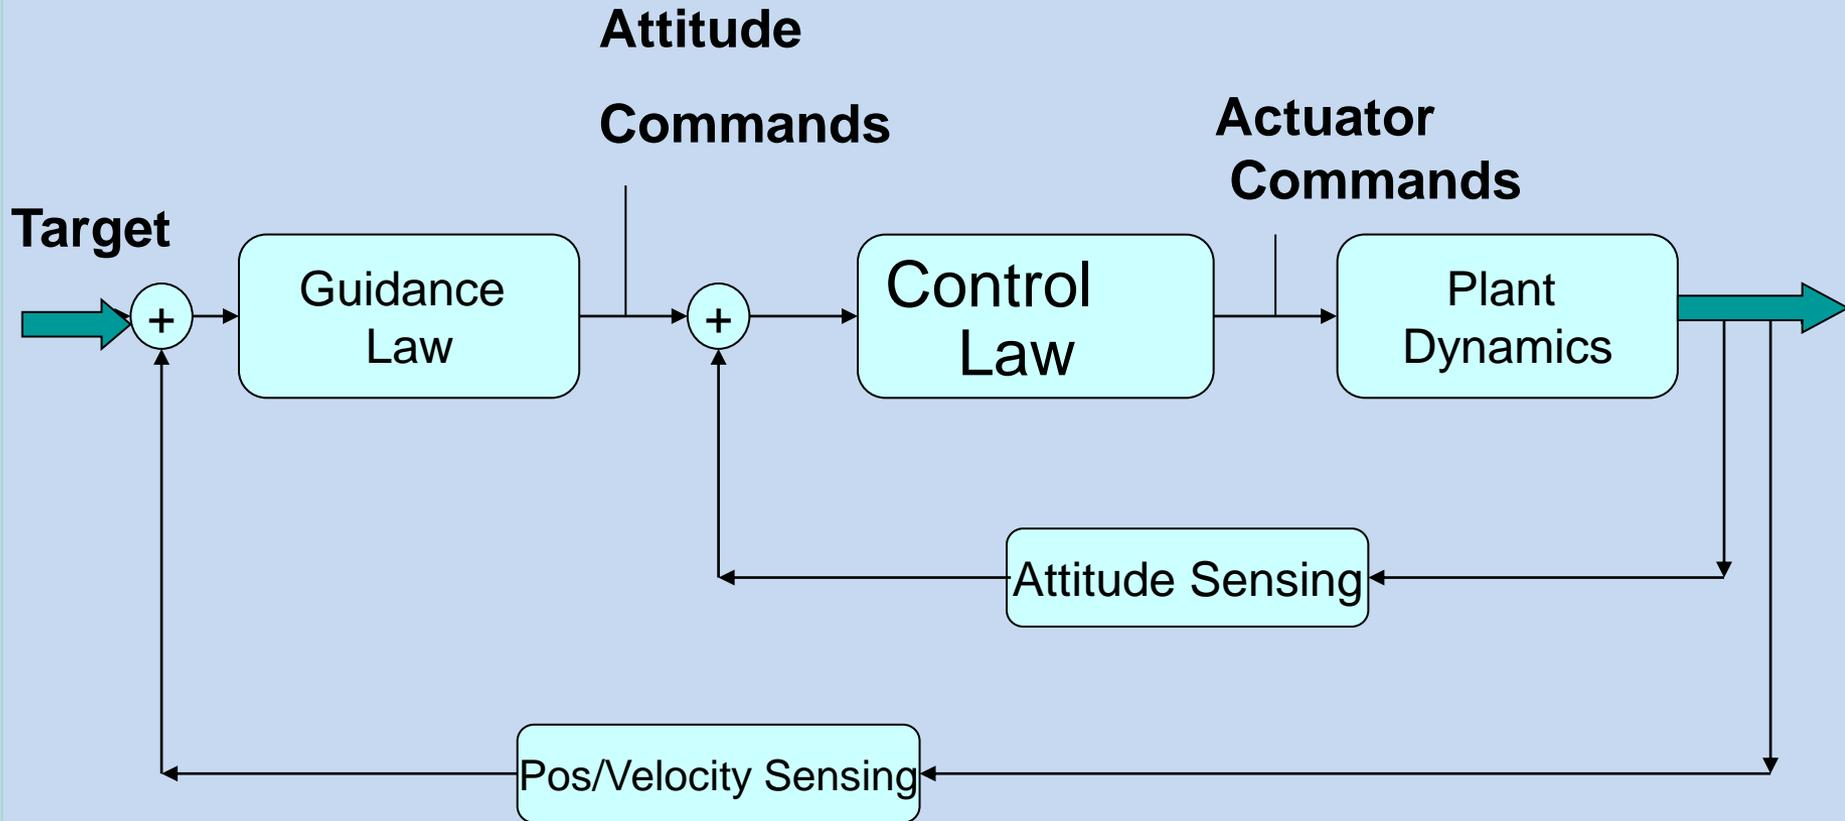 Attitude
Commands
Actuator
Commands
Target
+
Guidance
Law
+
Control
Law
Plant
Dynamics
Attitude Sensing
Pos/Velocity Sensing